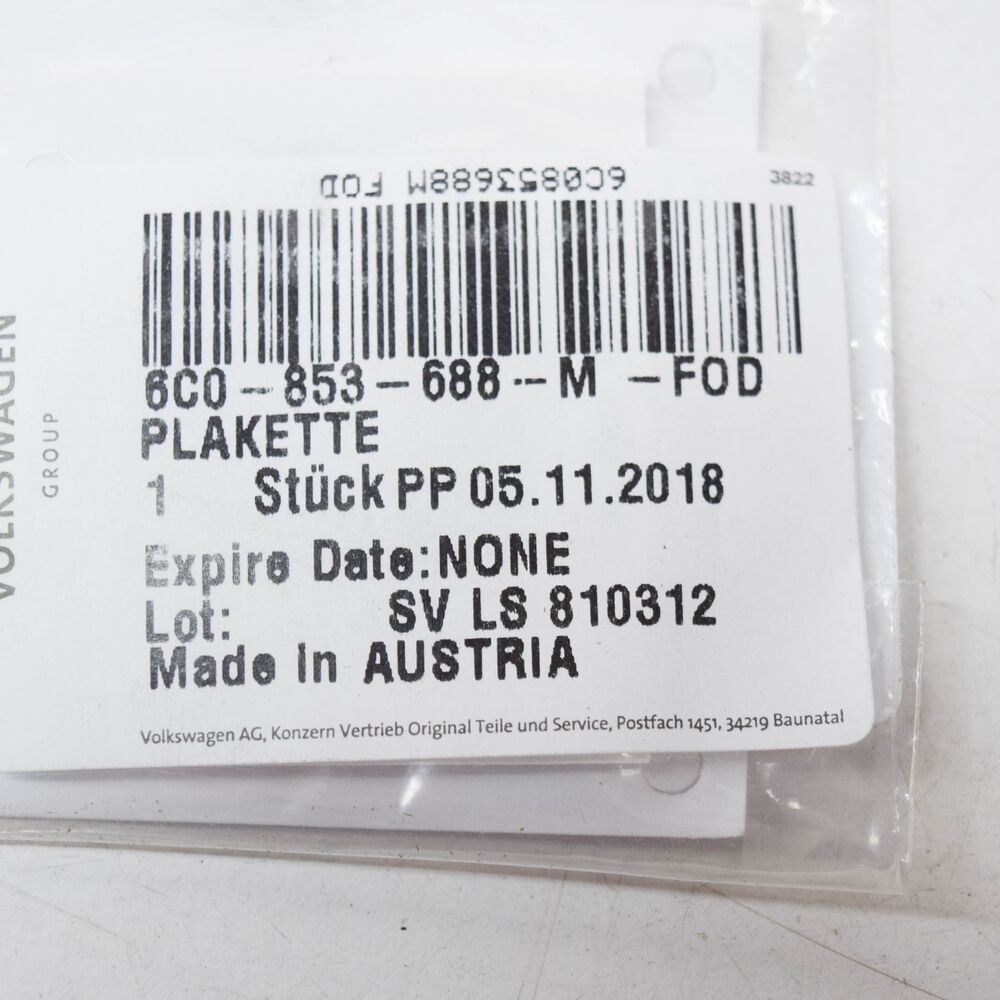 6C0853688M FOD
3822
6C0-853-688--M -FOD
PLAKETTE
1 Stück PP 05.11.2018
Expire Date:NONE
Lot: SV LS 810312
Made In AUSTRIA
Volkswagen AG, Konzern Vertrieb Original Teile und Service, Postfach 1451, 34219 Baunatal
VOLKSWAGEN
GROUP